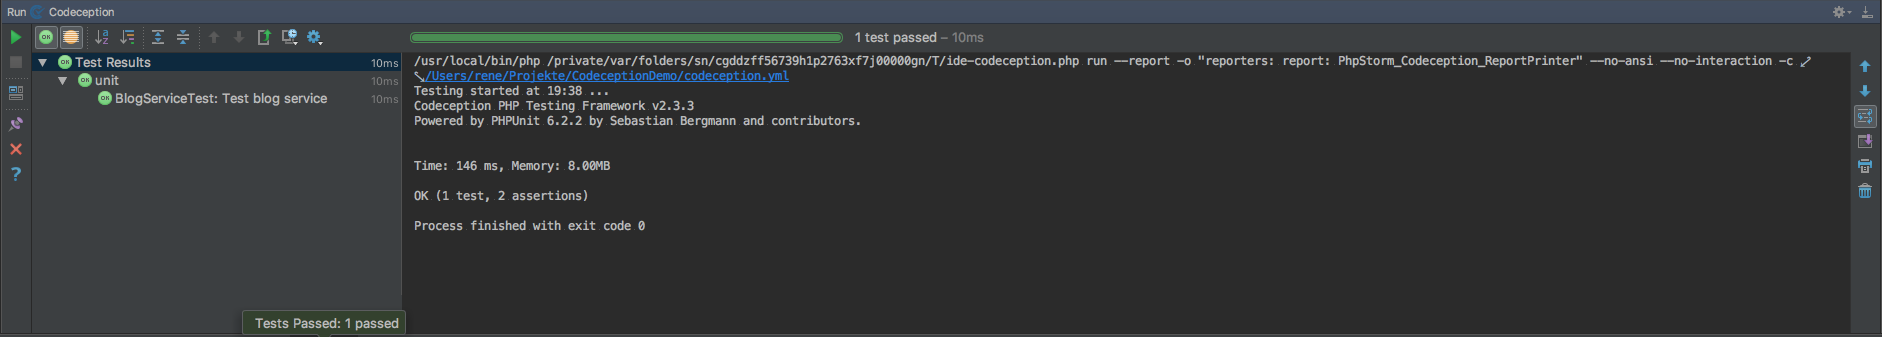 Run Codeception
1 test passed – 10ms
Test Results 10ms
unit 10ms
BlogServiceTest: Test blog service 10ms
/usr/local/bin/php /private/var/folders/sn/cgddzff56739h1p2763xf7j00000gn/T/ide-codeception.php run --report -o "reporters: report: PhpStorm_Codeception_ReportPrinter" --no-ansi --no-interaction -c
/Users/rene/Projekte/CodeceptionDemo/codeception.yml
Testing started at 19:38 ...
Codeception PHP Testing Framework v2.3.3
Powered by PHPUnit 6.2.2 by Sebastian Bergmann and contributors.
Time: 146 ms, Memory: 8.00MB
OK (1 test, 2 assertions)
Process finished with exit code 0
Tests Passed: 1 passed